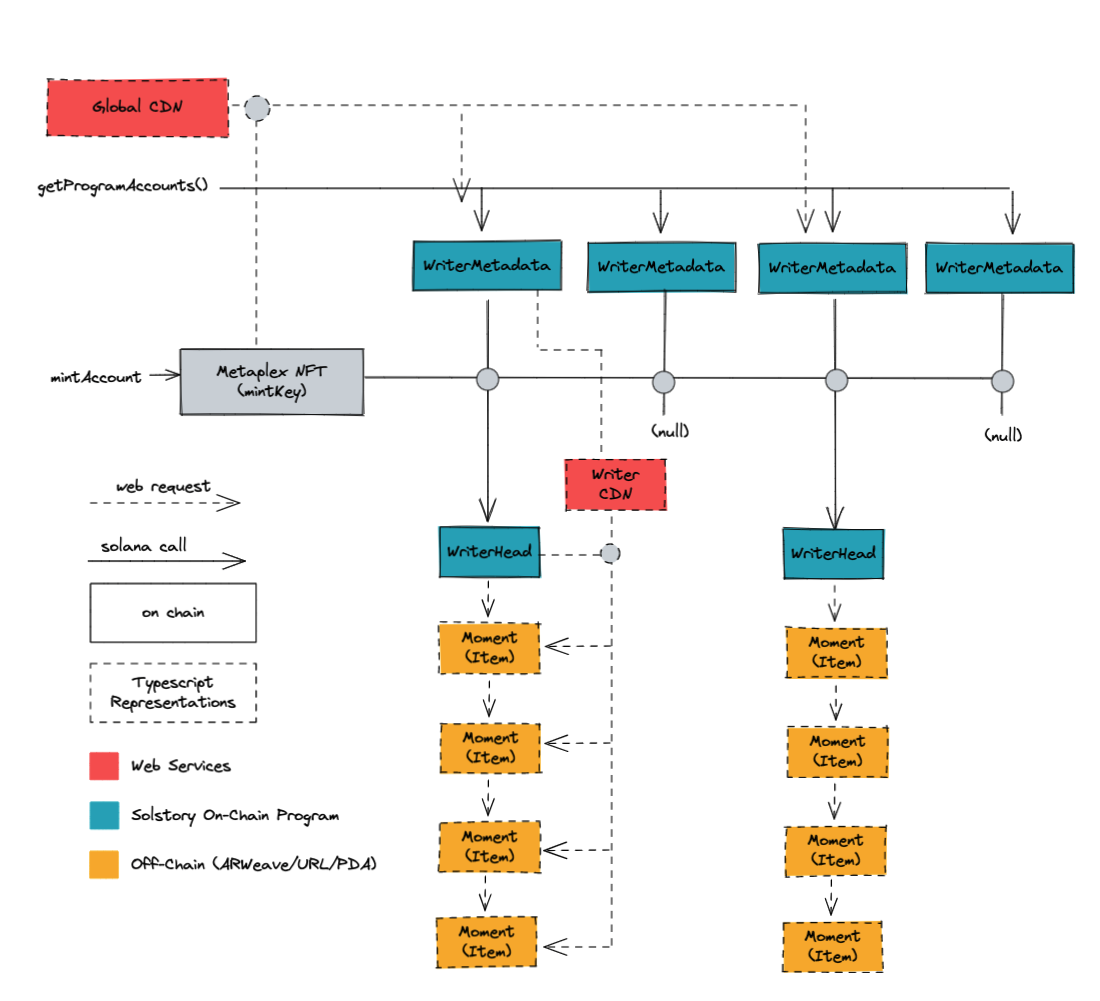 Global CDN
getProgramAccounts()
WriterMetadata
WriterMetadata
WriterMetadata
WriterMetadata
mintAccount
Metaplex NFT
(mintKey)
(null)
(null)
Writer
CDN
web request
solana call
on chain
Typescript
Representations
Web Services
Solstory On-Chain Program
Off-Chain (ARWeave/URL/PDA)
WriterHead
Moment
(Item)
Moment
(Item)
Moment
(Item)
Moment
(Item)
WriterHead
Moment
(Item)
Moment
(Item)
Moment
(Item)
Moment
(Item)